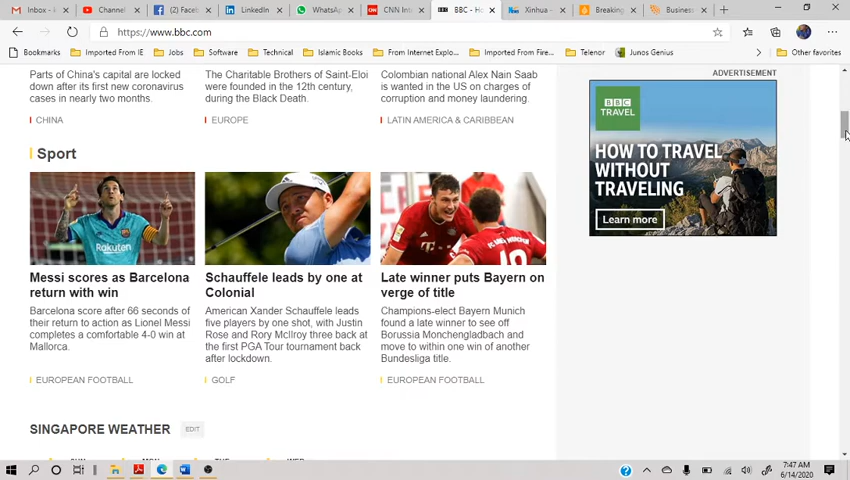 Inbox -
Channel
(2) Faceb
LinkedIn
WhatsAp
CNN Int
BBC - Ho
Xinhua -
Breaking
Business
https://www.bbc.com
Bookmarks
Imported From IE
Jobs
Software
Technical
Islamic Books
From Internet Explo...
Imported From Fire...
Telenor
Junos Genius
Other favorites
Parts of China's capital are locked
down after its first new coronavirus
cases in nearly two months.
CHINA
The Charitable Brothers of Saint-Eloi
were founded in the 12th century,
during the Black Death.
EUROPE
Colombian national Alex Nain Saab
is wanted in the US on charges of
corruption and money laundering.
LATIN AMERICA & CARIBBEAN
ADVERTISEMENT
BBC
TRAVEL
HOW TO TRAVEL
WITHOUT
TRAVELING
Learn more
Sport
Rakuten
Messi scores as Barcelona
return with win
Barcelona score after 66 seconds of
their return to action as Lionel Messi
completes a comfortable 4-0 win at
Mallorca.
EUROPEAN FOOTBALL
Schauffele leads by one at
Colonial
American Xander Schauffele leads
five players by one shot, with Justin
Rose and Rory McIlroy three back at
the first PGA Tour tournament back
after lockdown.
GOLF
Late winner puts Bayern on
verge of title
Champions-elect Bayern Munich
found a late winner to see off
Borussia Monchengladbach and
move to within one win of another
Bundesliga title.
EUROPEAN FOOTBALL
SINGAPORE WEATHER
EDIT
SUN
MON
TUE
WED
7:47 AM
6/14/2020